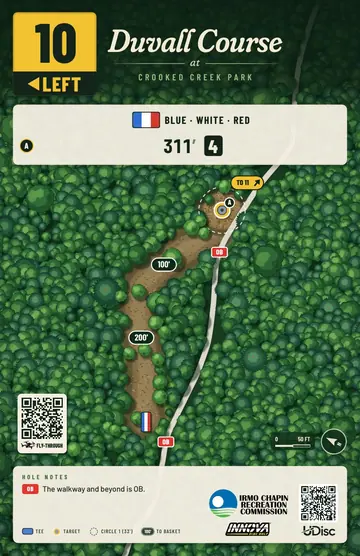 10
LEFT
Duvall Course
at
CROOKED CREEK PARK
BLUE · WHITE · RED
A
311' 4
TO 11
A
OB
100'
200'
OB
FLY-THROUGH
0 50 FT
HOLE NOTES
OB The walkway and beyond is OB.
IRMO CHAPIN
RECREATION
COMMISSION
TEE TARGET CIRCLE 1 (33') 100' TO BASKET
INNOVA
UDisc